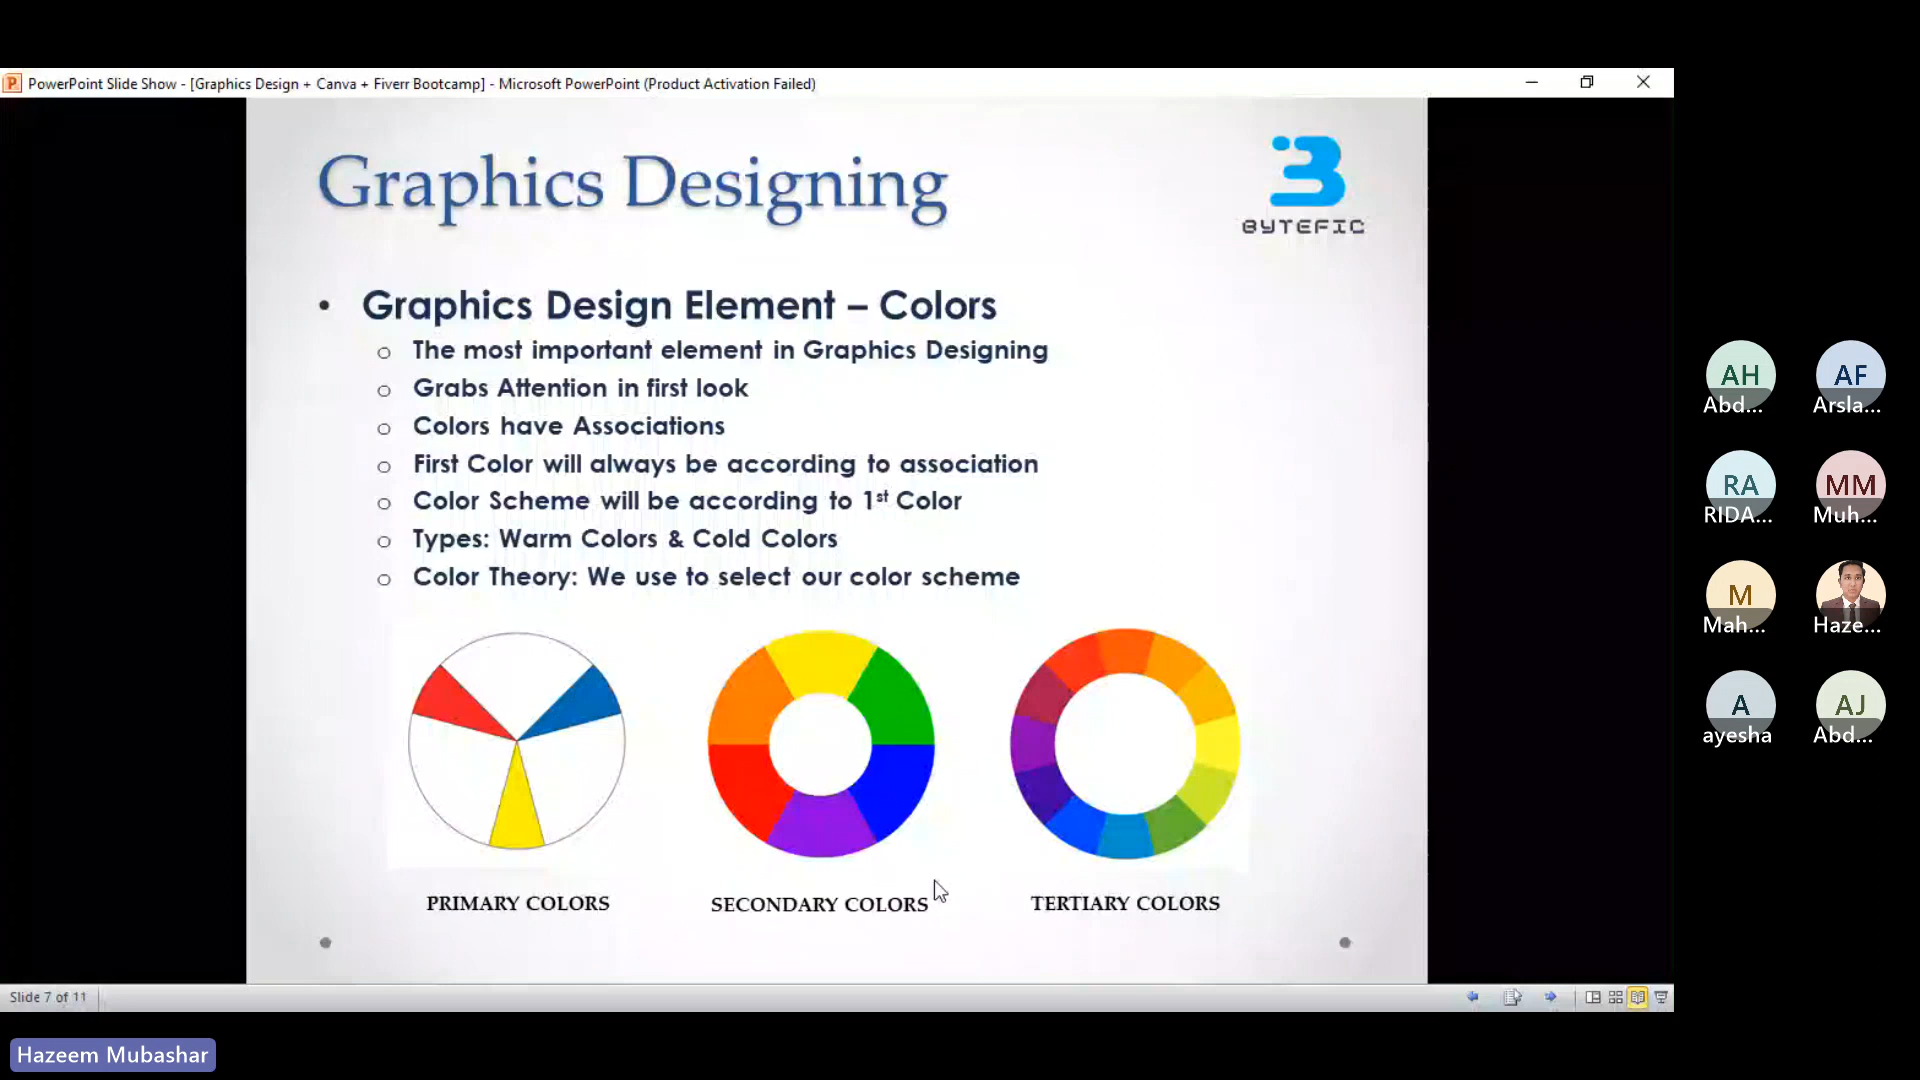 PowerPoint Slide Show - [Graphics Design + Canva + Fiverr Bootcamp] - Microsoft PowerPoint (Product Activation Failed)
Graphics Designing
BYTEFIC
• Graphics Design Element – Colors
o The most important element in Graphics Designing
o Grabs Attention in first look
o Colors have Associations
o First Color will always be according to association
o Color Scheme will be according to 1st Color
o Types: Warm Colors & Cold Colors
o Color Theory: We use to select our color scheme
PRIMARY COLORS
SECONDARY COLORS
TERTIARY COLORS
Slide 7 of 11
Hazeem Mubashar
AH
Abd...
AF
Arsla...
RA
RIDA...
MM
Muh...
M
Mah...
Haze...
A
ayesha
AJ
Abd...